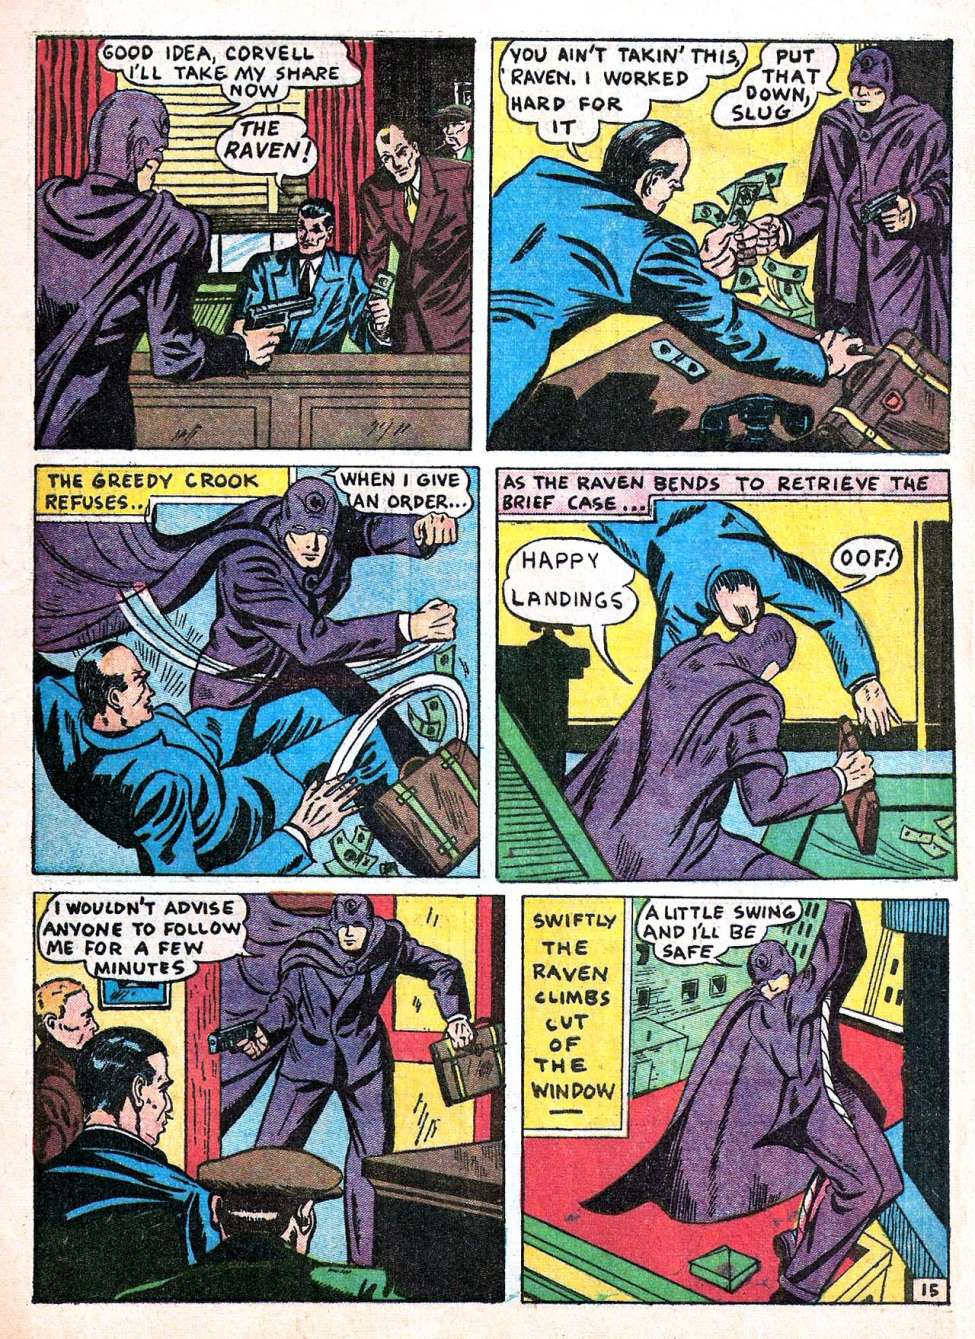 GOOD IDEA, CORVELL
I'LL TAKE MY SHARE
NOW
THE
RAVEN!
YOU AIN'T TAKIN' THIS,
RAVEN. I WORKED
HARD FOR
IT
PUT
THAT
DOWN,
SLUG
THE GREEDY CROOK
REFUSES..
WHEN I GIVE
AN ORDER...
AS THE RAVEN BENDS TO RETRIEVE THE
BRIEF CASE...
HAPPY
LANDINGS
OOF!
I WOULDN'T ADVISE
ANYONE TO FOLLOW
ME FOR A FEW
MINUTES
SWIFTLY
THE
RAVEN
CLIMBS
OUT
OF
THE
WINDOW
A LITTLE SWING
AND I'LL BE
SAFE
15